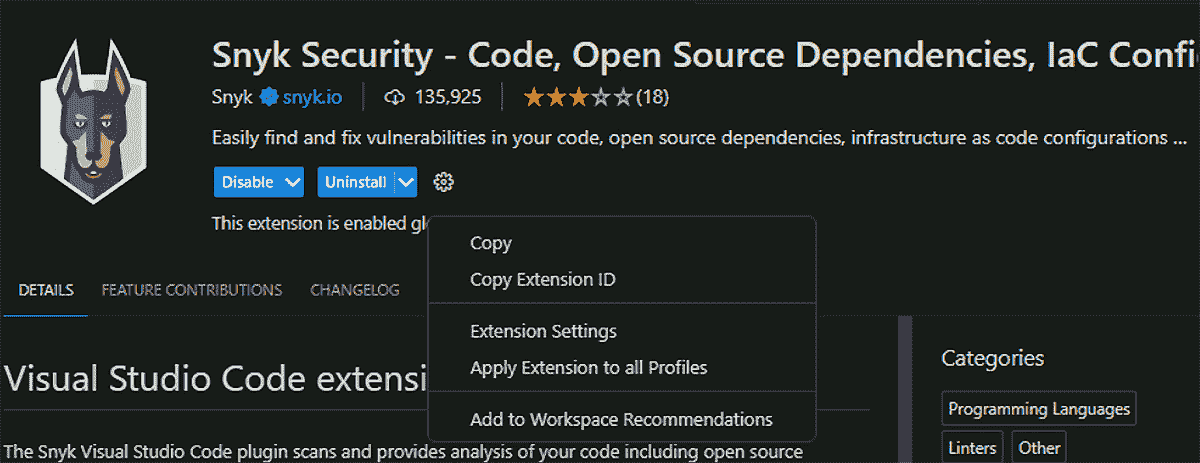 Snyk Security - Code, Open Source Dependencies, IaC Confi
Snyk snyk.io 135,925 (18)
Easily find and fix vulnerabilities in your code, open source dependencies, infrastructure as code configurations ...
Disable Uninstall
This extension is enabled gl
Copy
Copy Extension ID
Extension Settings
Apply Extension to all Profiles
Add to Workspace Recommendations
DETAILS FEATURE CONTRIBUTIONS CHANGELOG
Visual Studio Code extensi
The Snyk Visual Studio Code plugin scans and provides analysis of your code including open source
Categories
Programming Languages
Linters Other